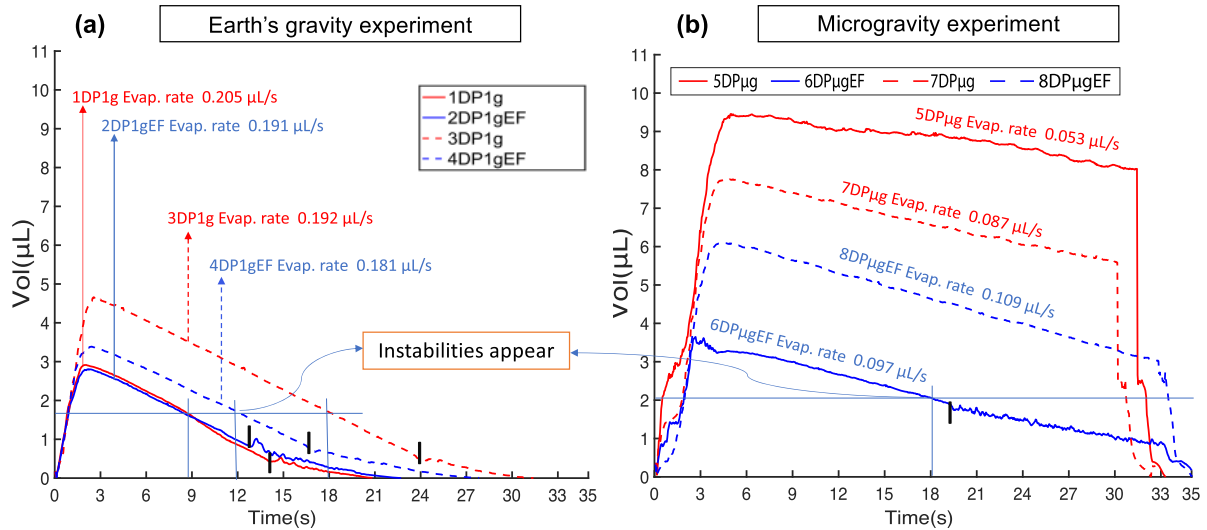 (a)
Earth's gravity experiment
11
10
9
8
7
6
5
4
3
2
1
0
Vol(µL)
1DP1g Evap. rate 0.205 µL/s
2DP1gEF Evap. rate 0.191 µL/s
3DP1g Evap. rate 0.192 µL/s
4DP1gEF Evap. rate 0.181 µL/s
1DP1g
2DP1gEF
3DP1g
4DP1gEF
0 3 6 9 12 15 18 21 24 27 30 33 35
Time(s)
Instabilities appear
(b)
Microgravity experiment
11
10
9
8
7
6
5
4
3
2
1
0
Vol(µL)
5DPµg 6DPµgEF 7DPµg 8DPµgEF
5DPµg Evap. rate 0.053 µL/s
7DPµg Evap. rate 0.087 µL/s
8DPµgEF Evap. rate 0.109 µL/s
6DPµgEF Evap. rate 0.097 µL/s
0 3 6 9 12 15 18 21 24 27 30 33 35
Time(s)